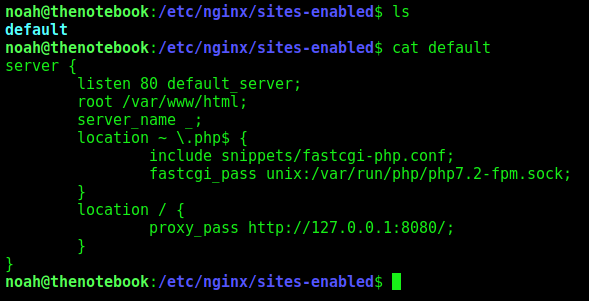 noah@thenotebook:/etc/nginx/sites-enabled$ ls
default
noah@thenotebook:/etc/nginx/sites-enabled$ cat default
server {
        listen 80 default_server;
        root /var/www/html;
        server_name _;
        location ~ \.php$ {
                include snippets/fastcgi-php.conf;
                fastcgi_pass unix:/var/run/php/php7.2-fpm.sock;
        }
        location / {
                proxy_pass http://127.0.0.1:8080/;
        }
}
noah@thenotebook:/etc/nginx/sites-enabled$